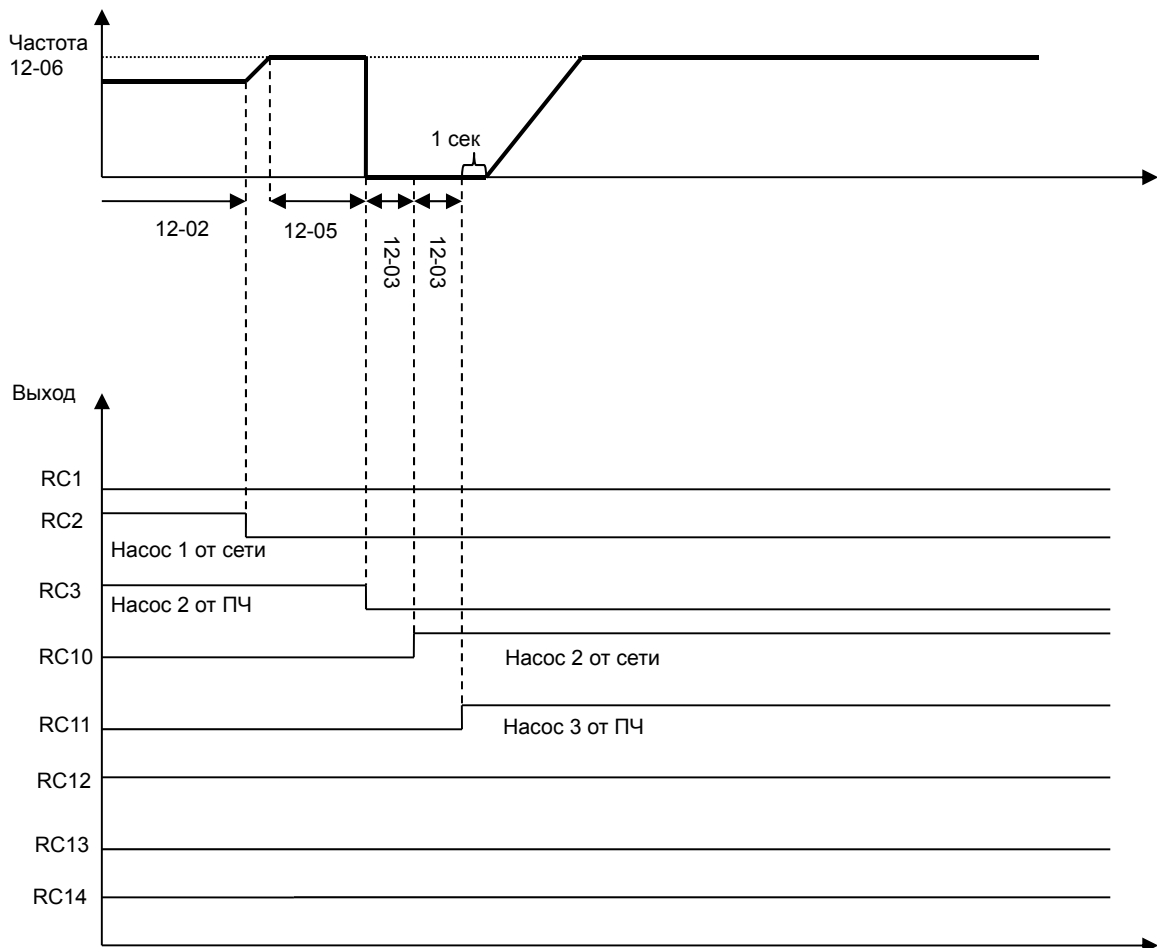 Частота
12-06
1 сек
12-02
12-05
12-03
12-03
Выход
RC1
RC2
Насос 1 от сети
RC3
Насос 2 от ПЧ
RC10
Насос 2 от сети
RC11
Насос 3 от ПЧ
RC12
RC13
RC14